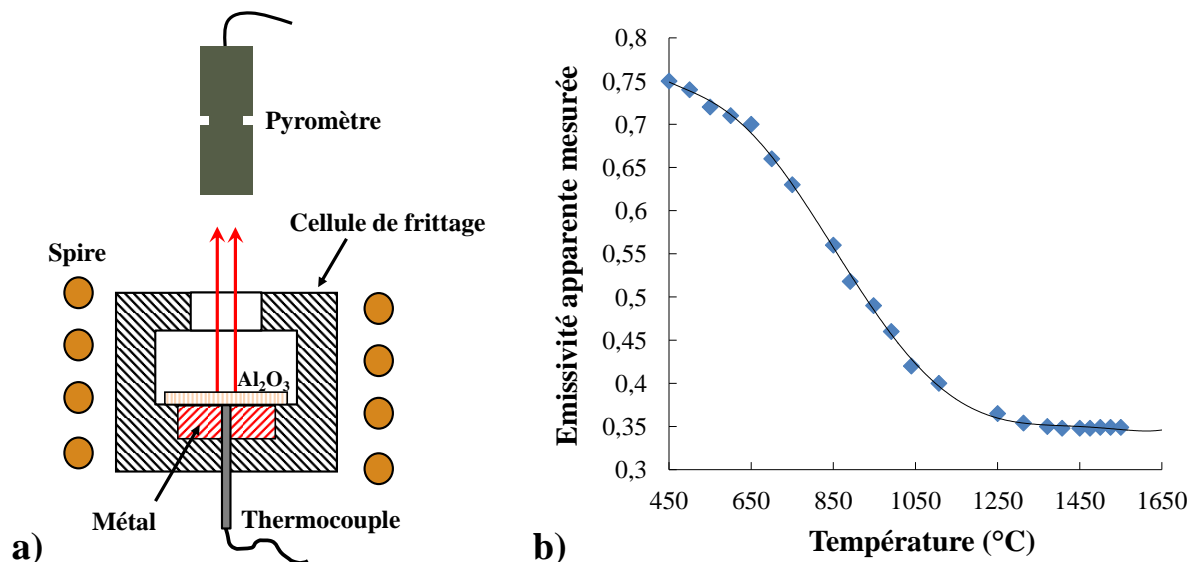 Pyromètre
Cellule de frittage
Spire
Al₂O₃
Métal
Thermocouple
a)
Emissivité apparente mesurée
0,8
0,75
0,7
0,65
0,6
0,55
0,5
0,45
0,4
0,35
0,3
450 650 850 1050 1250 1450 1650
Température (°C)
b)